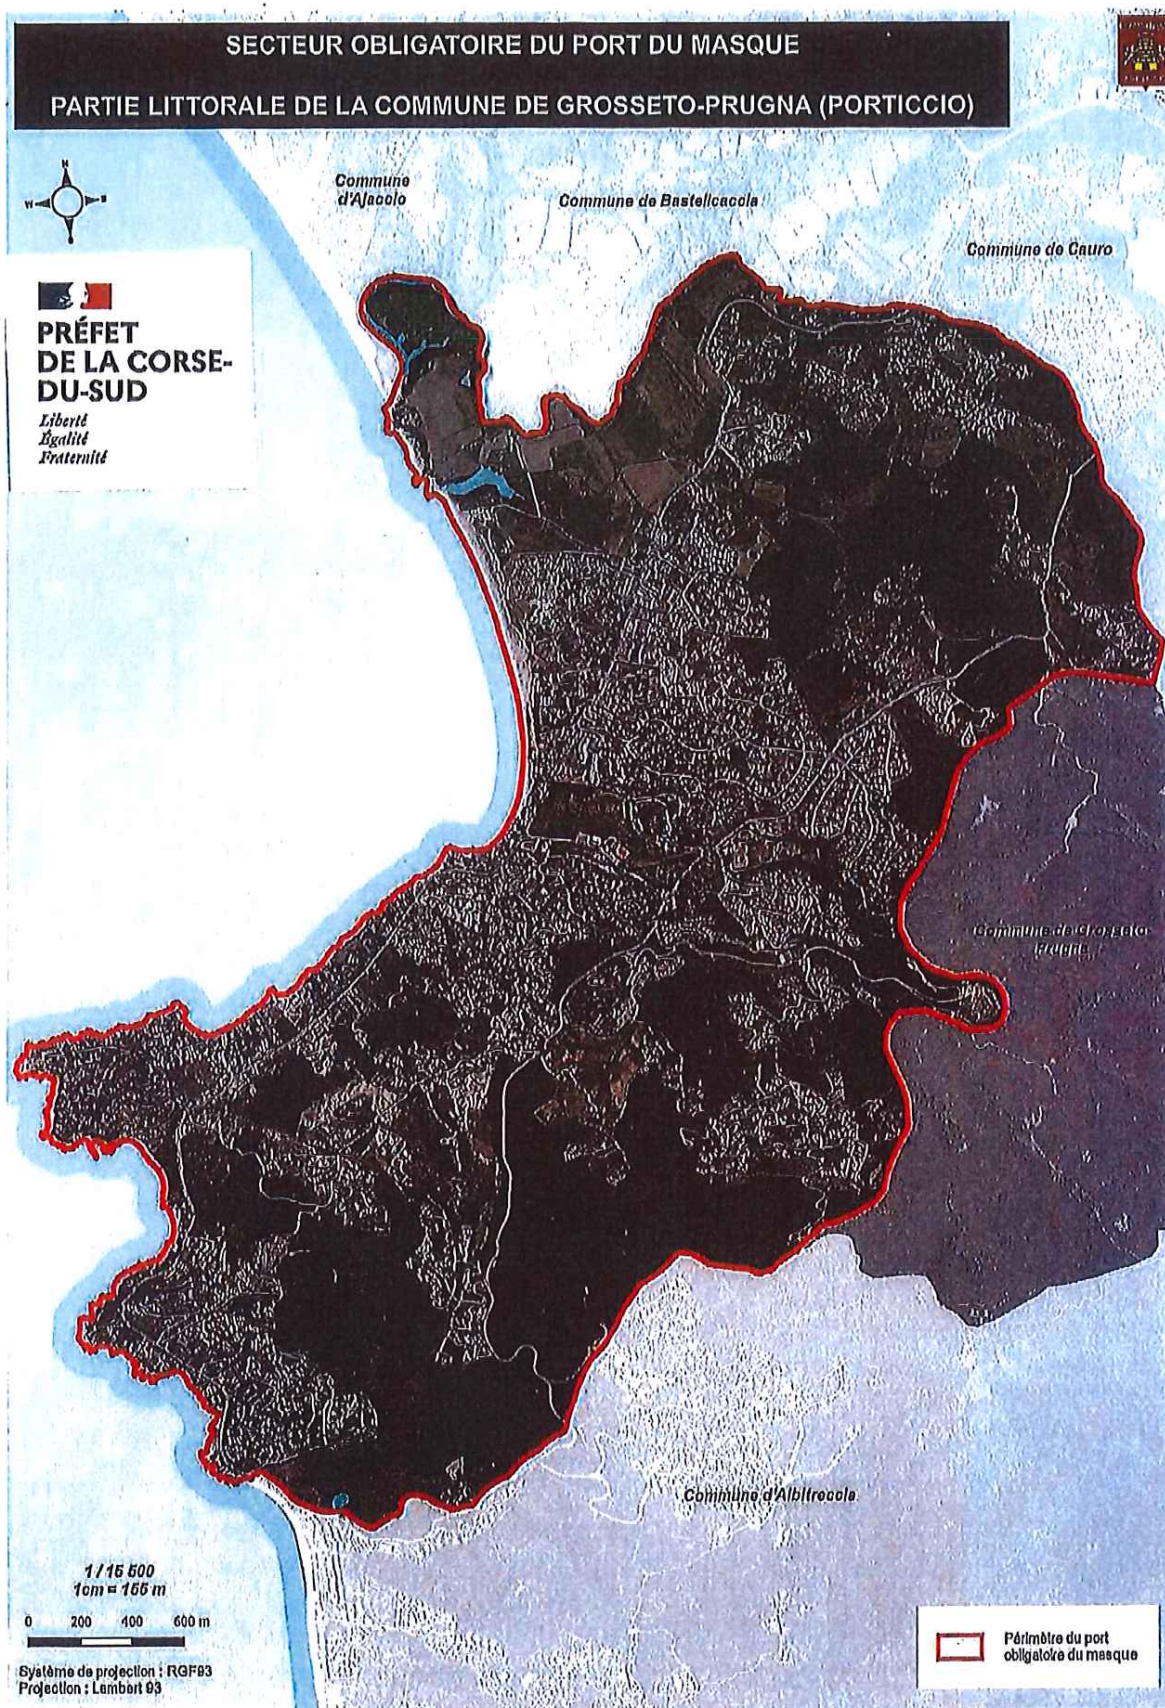 SECTEUR OBLIGATOIRE DU PORT DU MASQUE
PARTIE LITTORALE DE LA COMMUNE DE GROSSETO-PRUGNA (PORTICCIO)
N
W
Commune
d'Ajaccio
Commune de Bastelicaccia
Commune de Cauro
PRÉFET
DE LA CORSE-
DU-SUD
Liberté
Égalité
Fraternité
Commune de Grosseto-
Prugna
Commune d'Albitreccia
1 / 15 500
1cm = 155 m
0 200 400 600 m
Système de projection : RGF93
Projection : Lambert 93
Périmètre du port
obligatoire du masque